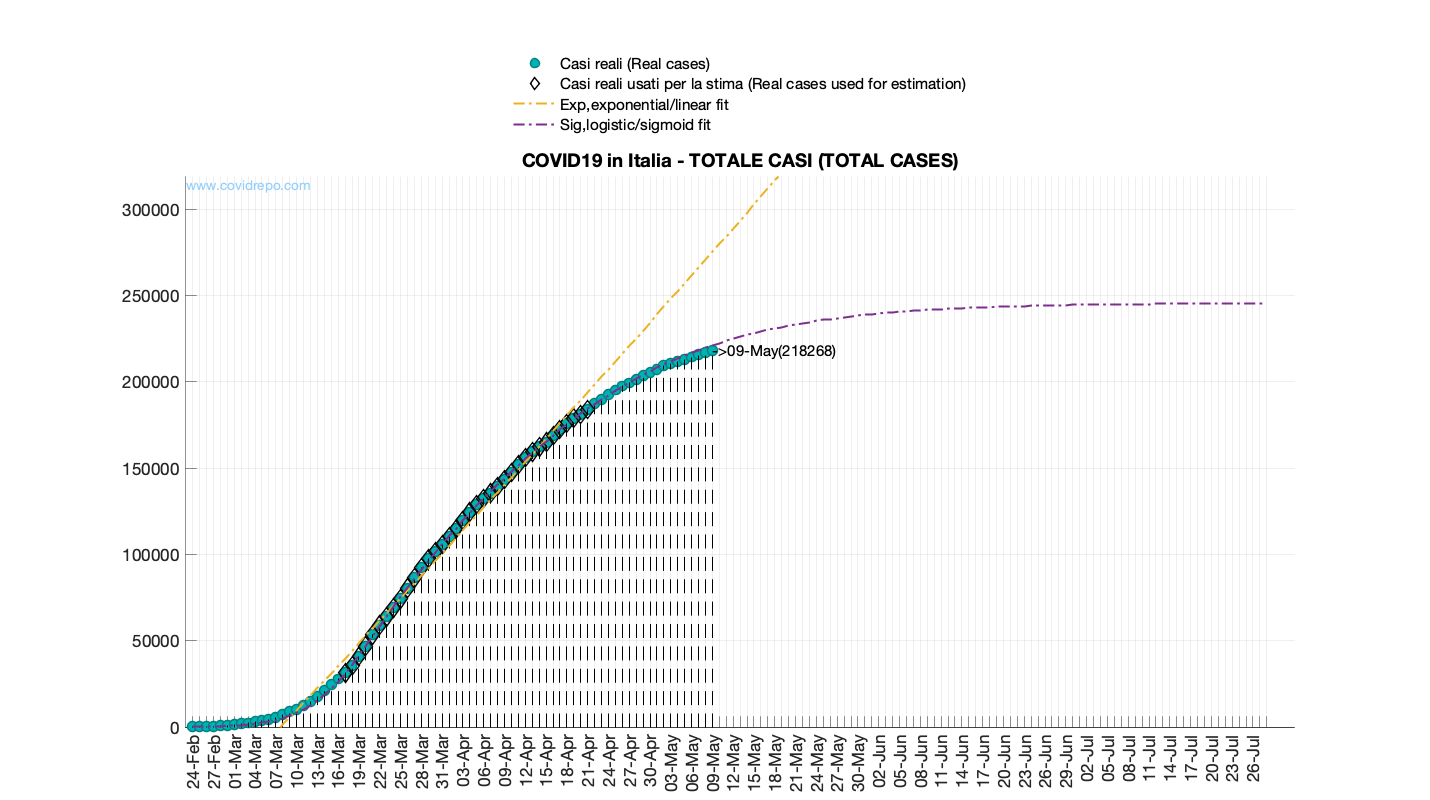 Casi reali (Real cases)
Casi reali usati per la stima (Real cases used for estimation)
Exp,exponential/linear fit
Sig,logistic/sigmoid fit
COVID19 in Italia - TOTALE CASI (TOTAL CASES)
www.covidrepo.com
300000
250000
200000
150000
100000
50000
0
>09-May(218268)
24-Feb
27-Feb
01-Mar
04-Mar
07-Mar
10-Mar
13-Mar
16-Mar
19-Mar
22-Mar
25-Mar
28-Mar
31-Mar
03-Apr
06-Apr
09-Apr
12-Apr
15-Apr
18-Apr
21-Apr
24-Apr
27-Apr
30-Apr
03-May
06-May
09-May
12-May
15-May
18-May
21-May
24-May
27-May
30-May
02-Jun
05-Jun
08-Jun
11-Jun
14-Jun
17-Jun
20-Jun
23-Jun
26-Jun
29-Jun
02-Jul
05-Jul
08-Jul
11-Jul
14-Jul
17-Jul
20-Jul
23-Jul
26-Jul